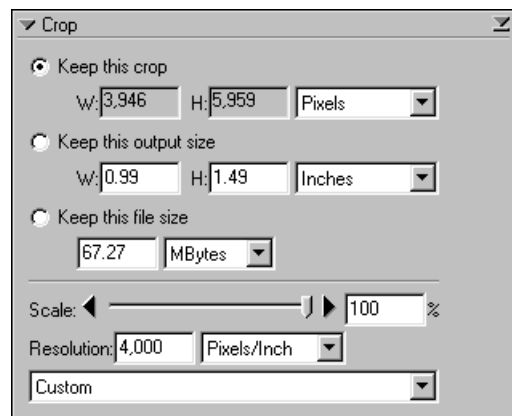 Crop
Keep this crop
W: 3,946 H: 5,959 Pixels
Keep this output size
W: 0.99 H: 1.49 Inches
Keep this file size
67.27 MBytes
Scale: 100 %
Resolution: 4,000 Pixels/Inch
Custom